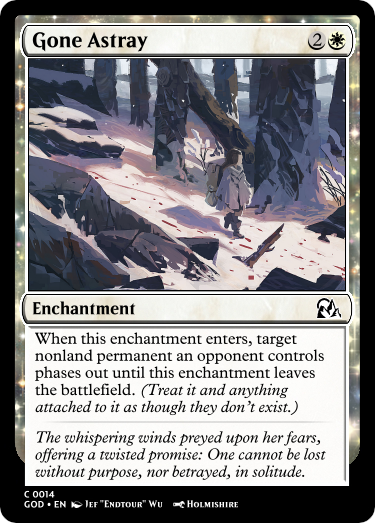 Gone Astray 2
Enchantment
When this enchantment enters, target
nonland permanent an opponent controls
phases out until this enchantment leaves
the battlefield. (Treat it and anything
attached to it as though they don't exist.)
The whispering winds preyed upon her fears,
offering a twisted promise: One cannot be lost
without purpose, nor betrayed, in solitude.
C 0014
GOD • EN Jef "Endtour" Wu Holmishire